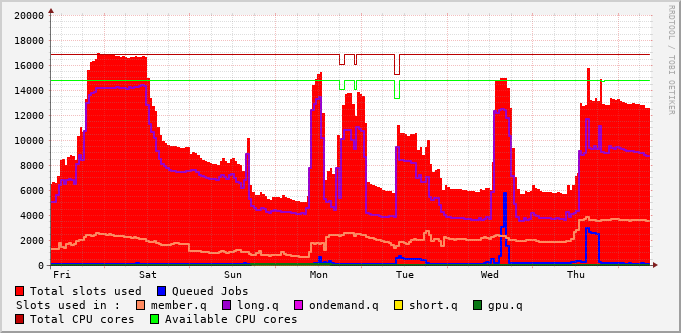 RRDTOOL / TOBI OETIKER
20000
18000
16000
14000
12000
10000
8000
6000
4000
2000
0
Fri Sat Sun Mon Tue Wed Thu
Total slots used Queued Jobs
Slots used in : member.q long.q ondemand.q short.q gpu.q
Total CPU cores Available CPU cores